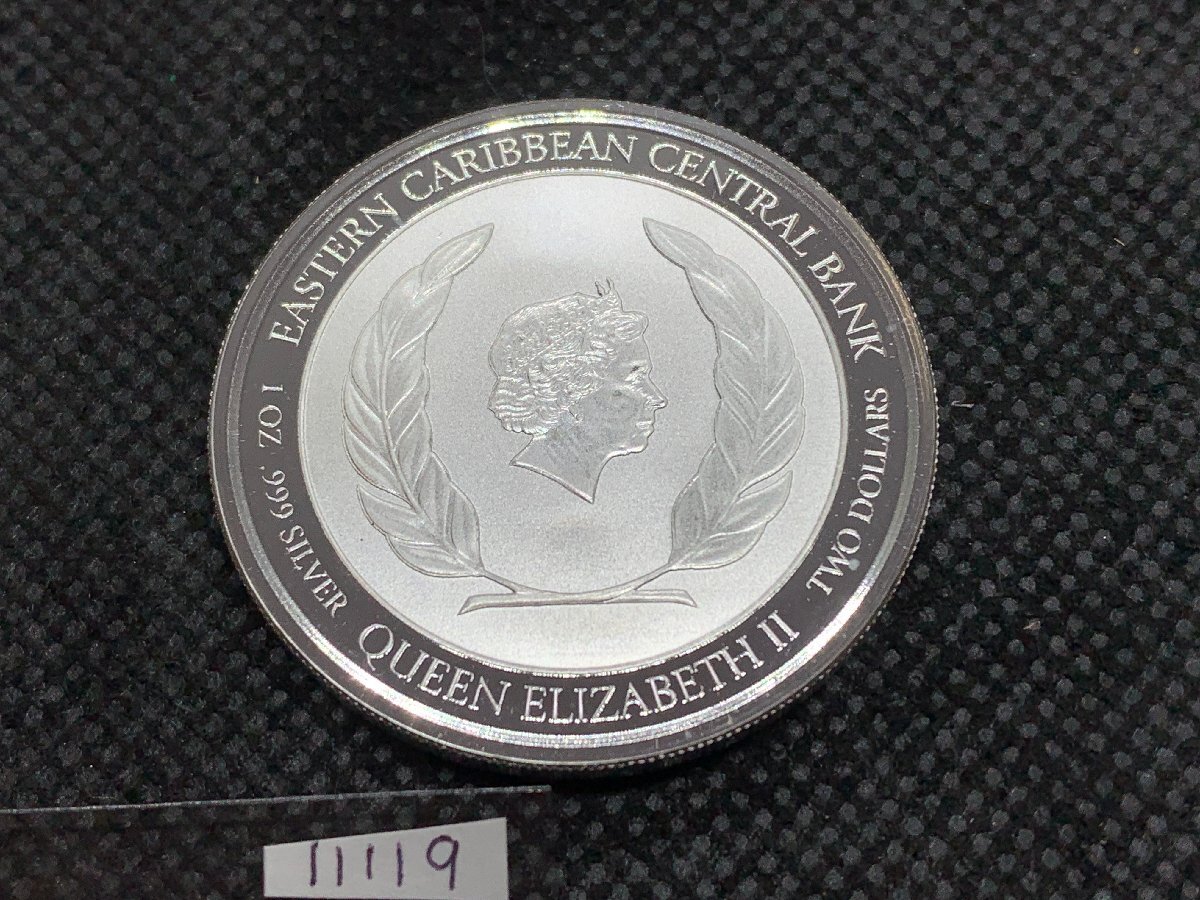 EASTERN CARIBBEAN CENTRAL BANK
TWO DOLLARS
QUEEN ELIZABETH II
.999 SILVER
1 OZ
11119